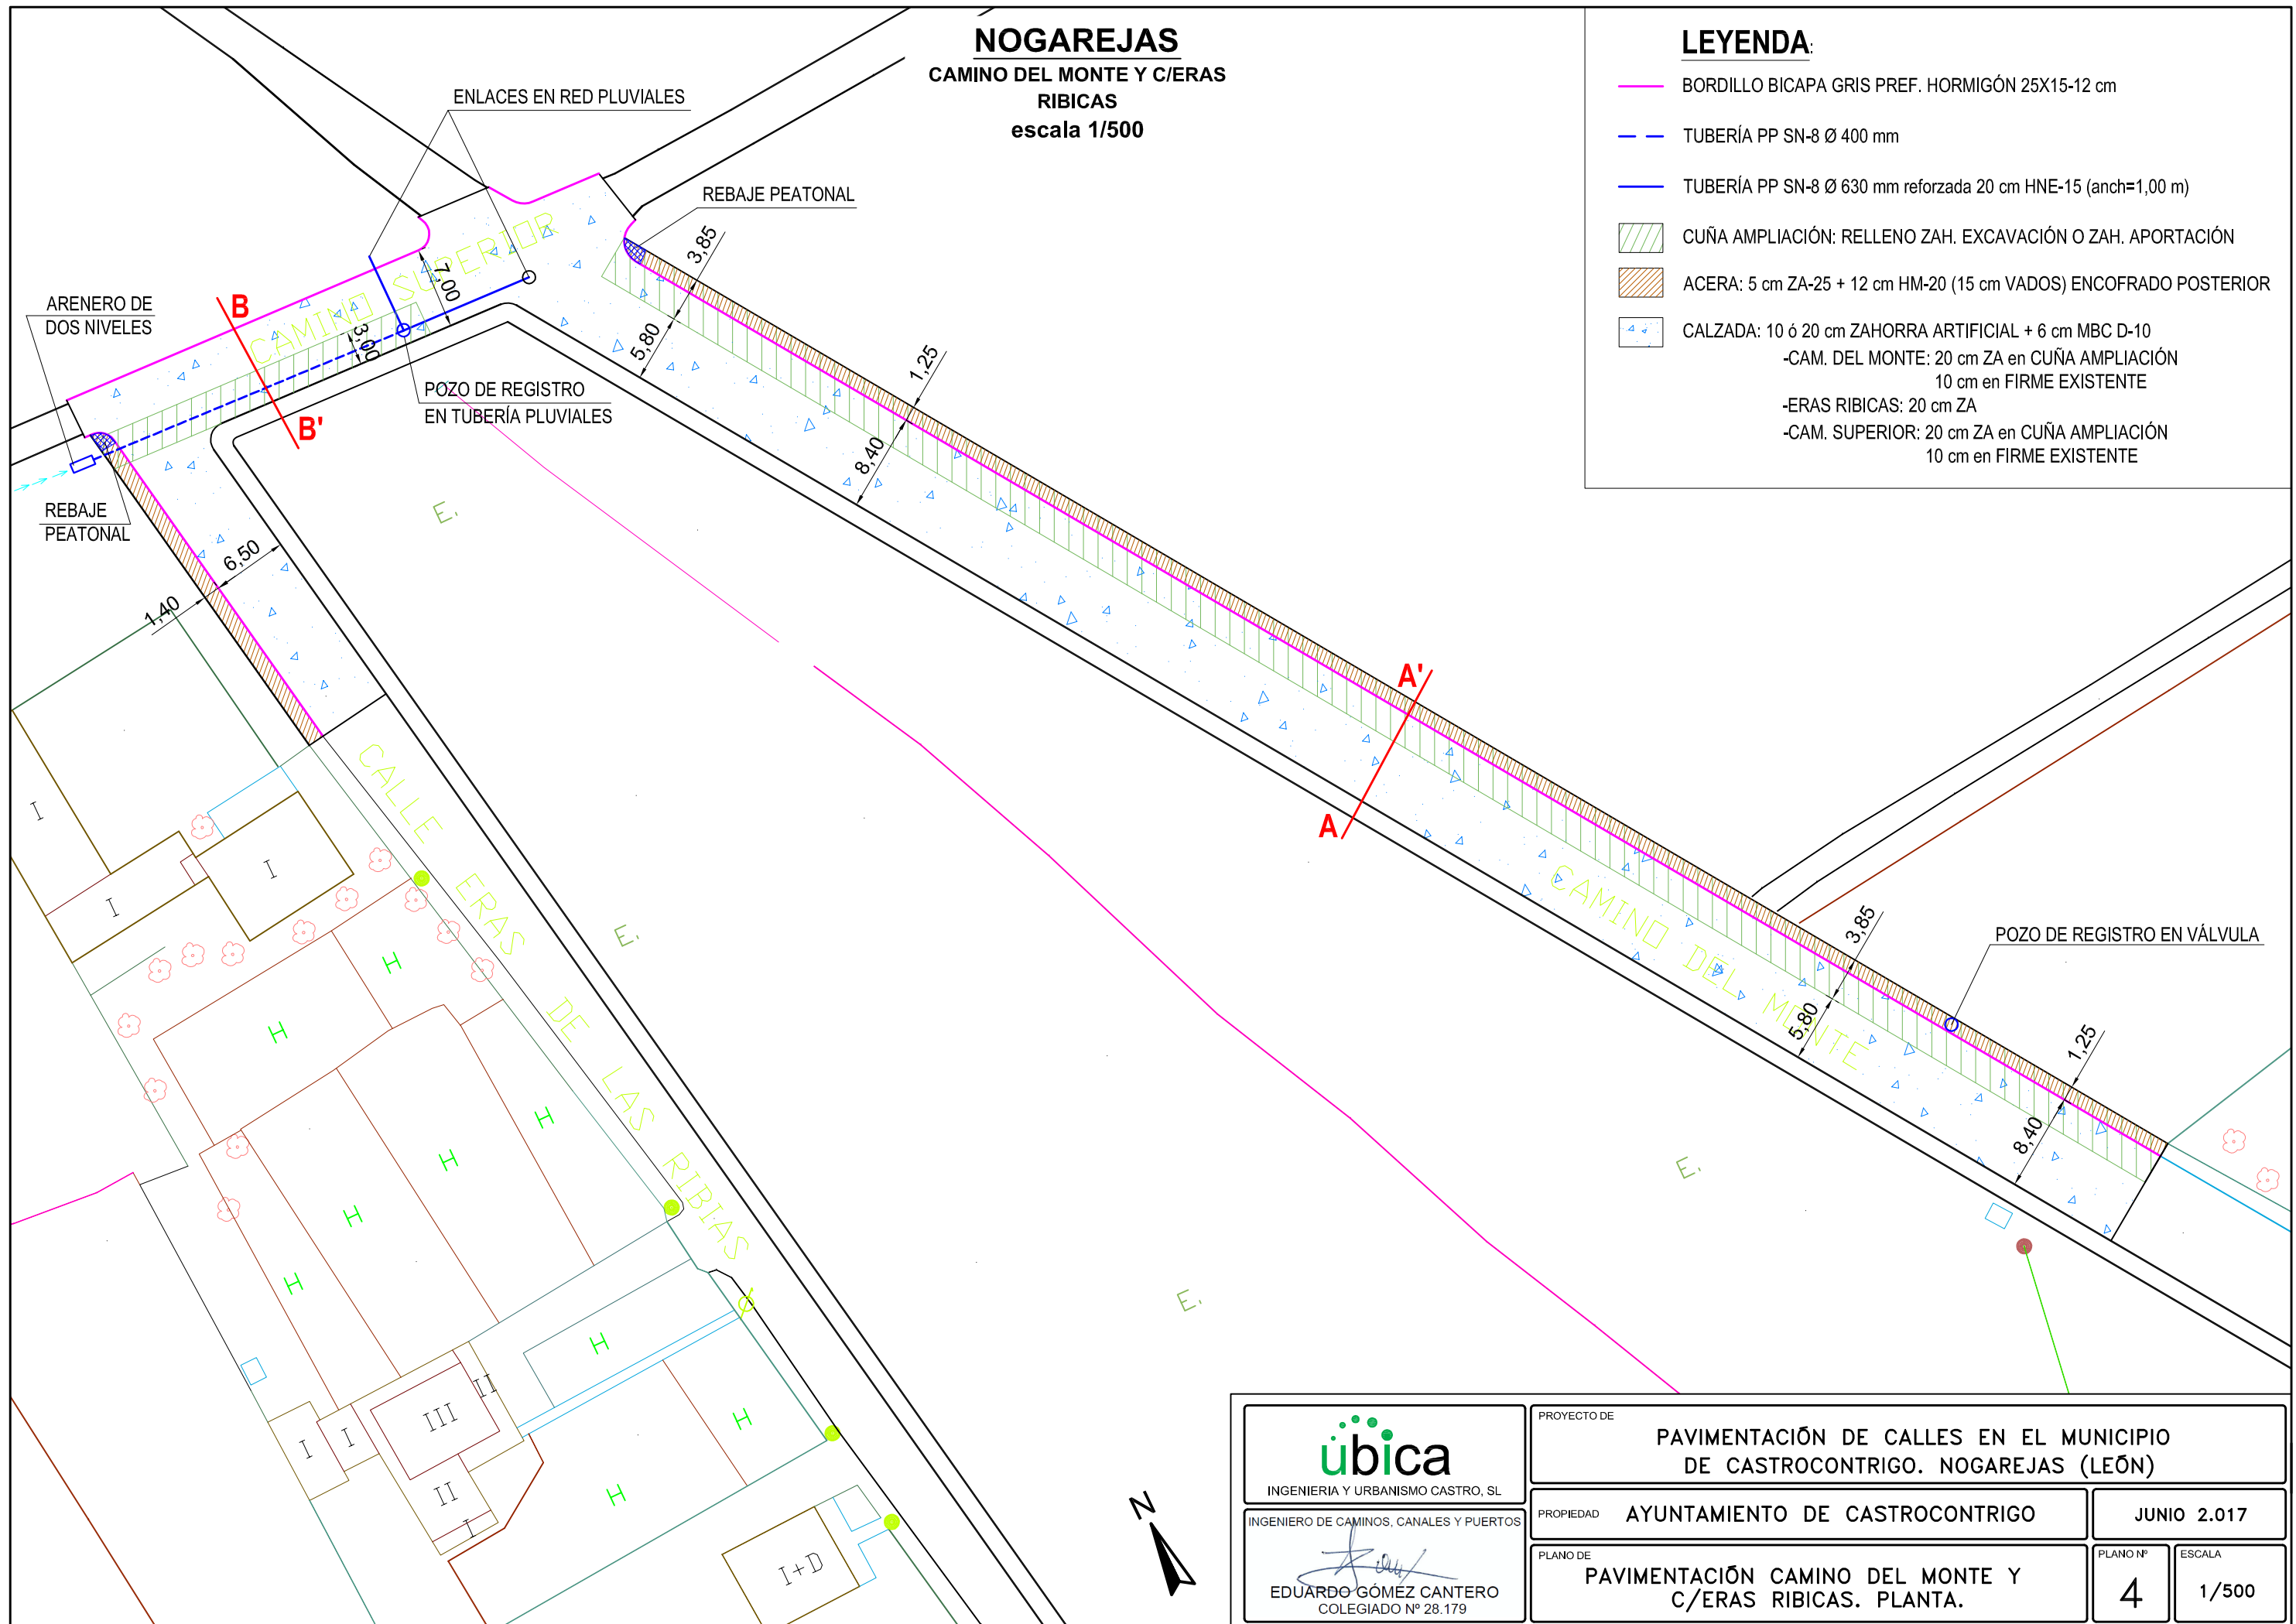 NOGAREJAS
CAMINO DEL MONTE Y C/ERAS
RIBICAS
escala 1/500
LEYENDA:
BORDILLO BICAPA GRIS PREF. HORMIGÓN 25X15-12 cm
TUBERÍA PP SN-8 Ø 400 mm
TUBERÍA PP SN-8 Ø 630 mm reforzada 20 cm HNE-15 (anch=1,00 m)
CUÑA AMPLIACIÓN: RELLENO ZAH. EXCAVACIÓN O ZAH. APORTACIÓN
ACERA: 5 cm ZA-25 + 12 cm HM-20 (15 cm VADOS) ENCOFRADO POSTERIOR
CALZADA: 10 ó 20 cm ZAHORRA ARTIFICIAL + 6 cm MBC D-10
-CAM. DEL MONTE: 20 cm ZA en CUÑA AMPLIACIÓN
10 cm en FIRME EXISTENTE
-ERAS RIBICAS: 20 cm ZA
-CAM. SUPERIOR: 20 cm ZA en CUÑA AMPLIACIÓN
10 cm en FIRME EXISTENTE
ENLACES EN RED PLUVIALES
REBAJE PEATONAL
3,85
CAMINO SUPERIOR
7,00
ARENERO DE
DOS NIVELES
B
3,00
5,80
1,25
POZO DE REGISTRO
EN TUBERÍA PLUVIALES
B'
8,40
REBAJE
PEATONAL
E.
6,50
1,40
A'
A
CALLE ERAS DE LAS RIBIAS
I
I
I
CAMINO DEL MONTE
3,85
POZO DE REGISTRO EN VÁLVULA
E.
H
5,80
H
1,25
H
H
8,40
E.
H
H
E.
H
II
III
I
I
H
II
H
I
I+D
N
ubica
INGENIERIA Y URBANISMO CASTRO, SL
INGENIERO DE CAMINOS, CANALES Y PUERTOS
EDUARDO GÓMEZ CANTERO
COLEGIADO Nº 28.179
PROYECTO DE
PAVIMENTACIÓN DE CALLES EN EL MUNICIPIO
DE CASTROCONTRIGO. NOGAREJAS (LEÓN)
PROPIEDAD
AYUNTAMIENTO DE CASTROCONTRIGO
JUNIO 2.017
PLANO DE
PAVIMENTACIÓN CAMINO DEL MONTE Y
C/ERAS RIBICAS. PLANTA.
PLANO Nº
4
ESCALA
1/500